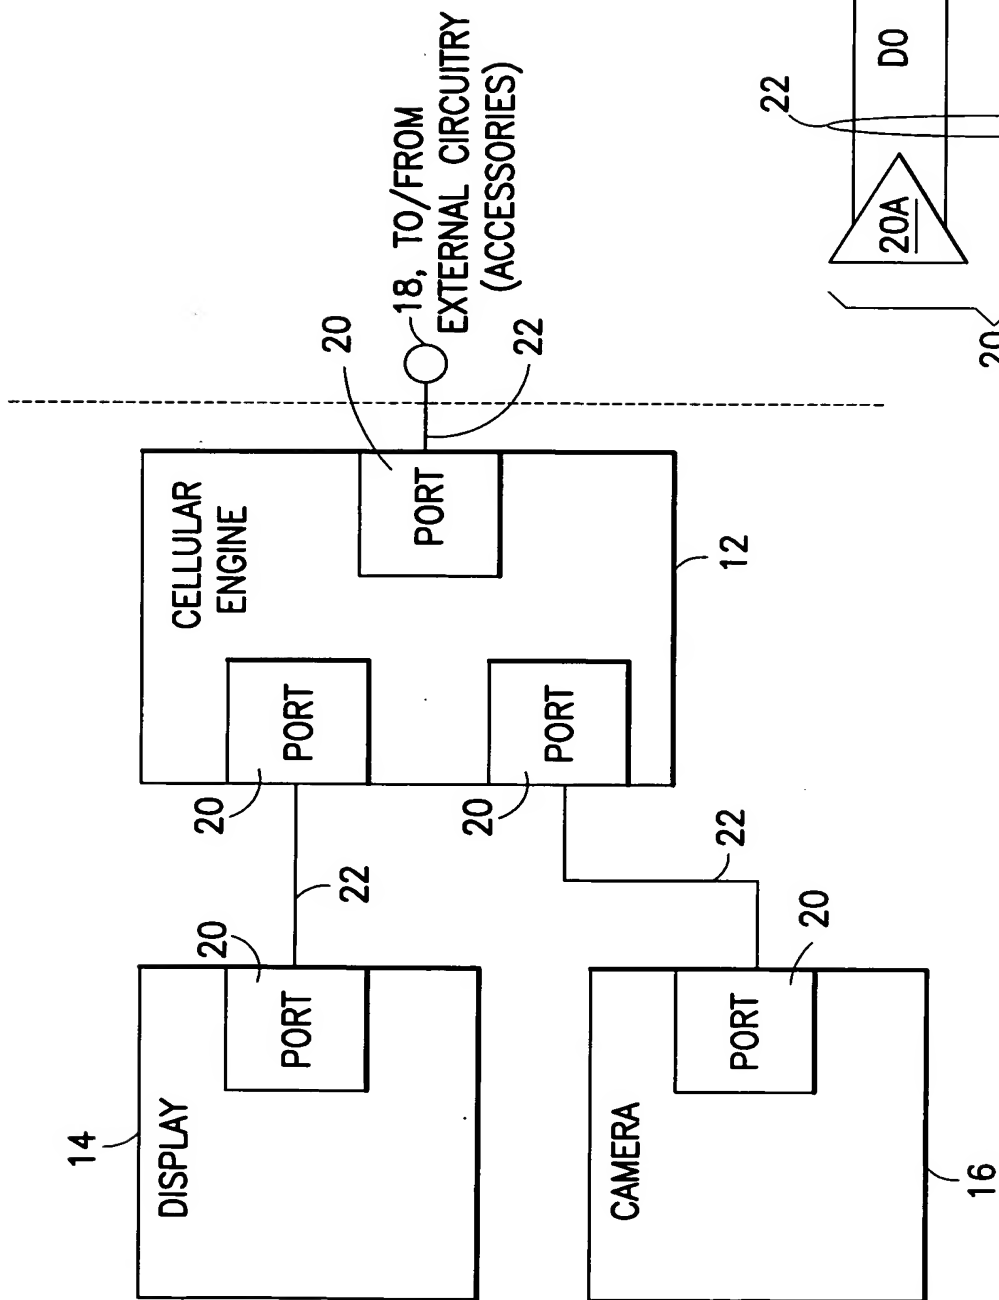 14
DISPLAY
20
PORT
22
CAMERA
16
PORT
20
22
CELLULAR
ENGINE
12
20
PORT
20
PORT
20
PORT
22
18, TO/FROM
EXTERNAL CIRCUITRY
(ACCESSORIES)
22
DO
20A
20